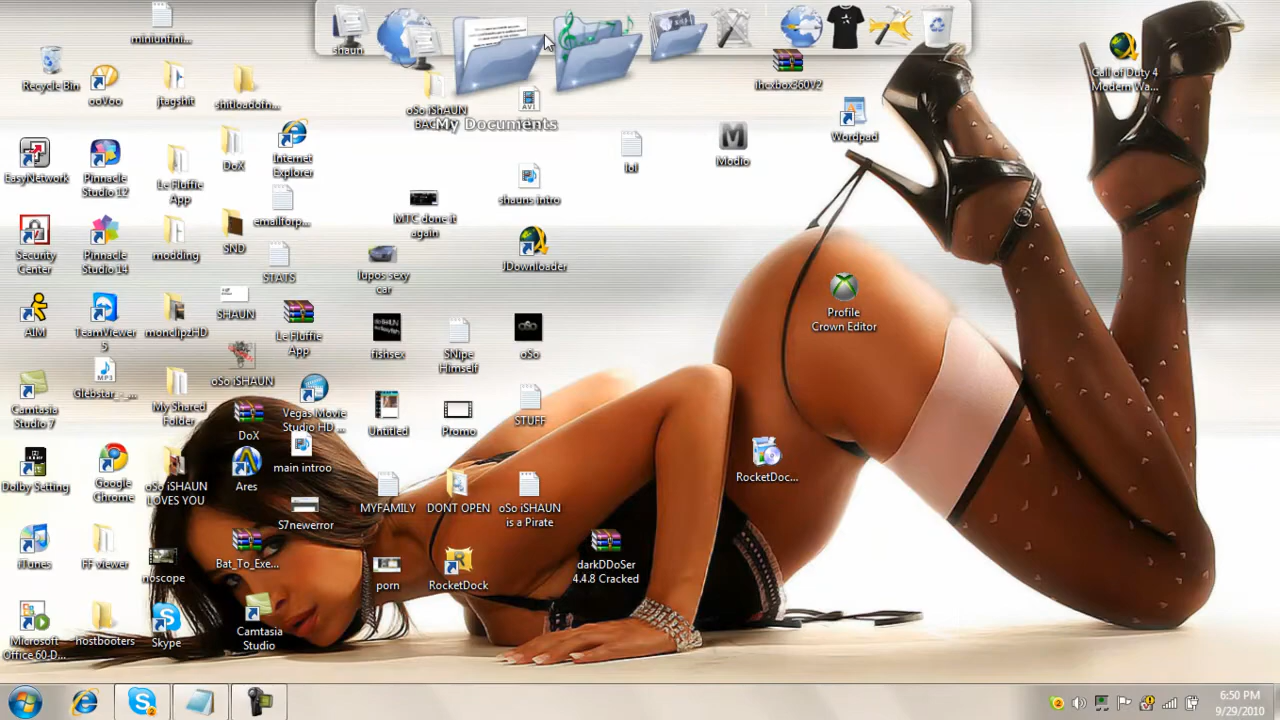 miniunfini...
shaun
Recycle Bin
ooVoo
jtagshit
shitloadofn...
oSo iSHAUN
BAC
My Documents
AVI
ihcxbox360V2
Call of Duty 4
Modern Wa...
Wordpad
lol
Modio
EasyNetwork
Pinnacle
Studio 12
Le Fluffie
App
DoX
Internet
Explorer
emailforp...
shauns intro
MTC done it
again
Security
Center
Pinnacle
Studio 14
modding
SND
STATS
lupos sexy
car
JDownloader
AIM
TeamViewer
5
monclipzHD
SHAUN
Le Fluffie
App
fishsex
SNipe
Himself
oSo
oSo
Profile
Crown Editor
MP3
Glebstar_-_...
oSo iSHAUN
Camtasia
Studio 7
My Shared
Folder
DoX
Vegas Movie
Studio HD ...
Untitled
Promo
STUFF
main introo
Dolby Setting
Google
Chrome
oSo iSHAUN
LOVES YOU
Ares
S7newerror
MYFAMILY
DONT OPEN
oSo iSHAUN
is a Pirate
RocketDoc...
iTunes
FF viewer
noscope
Bat_To_Exe...
porn
RocketDock
darkDDoSer
4.4.8 Cracked
Microsoft
Office 60-D...
hostbooters
Skype
Camtasia
Studio
6:50 PM
9/29/2010